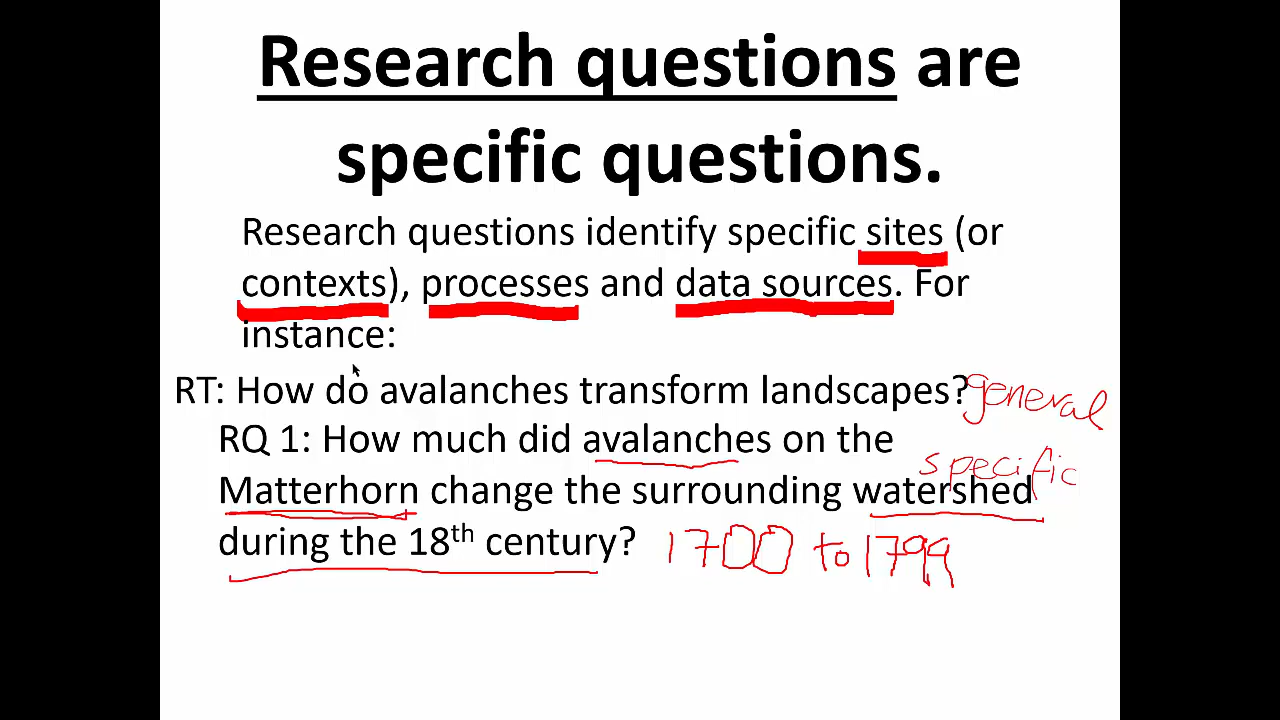 Research questions are
specific questions.
Research questions identify specific sites (or
contexts), processes and data sources. For
instance:
RT: How do avalanches transform landscapes? general
RQ 1: How much did avalanches on the
specific
Matterhorn change the surrounding watershed
during the 18th century? 1700 to 1799